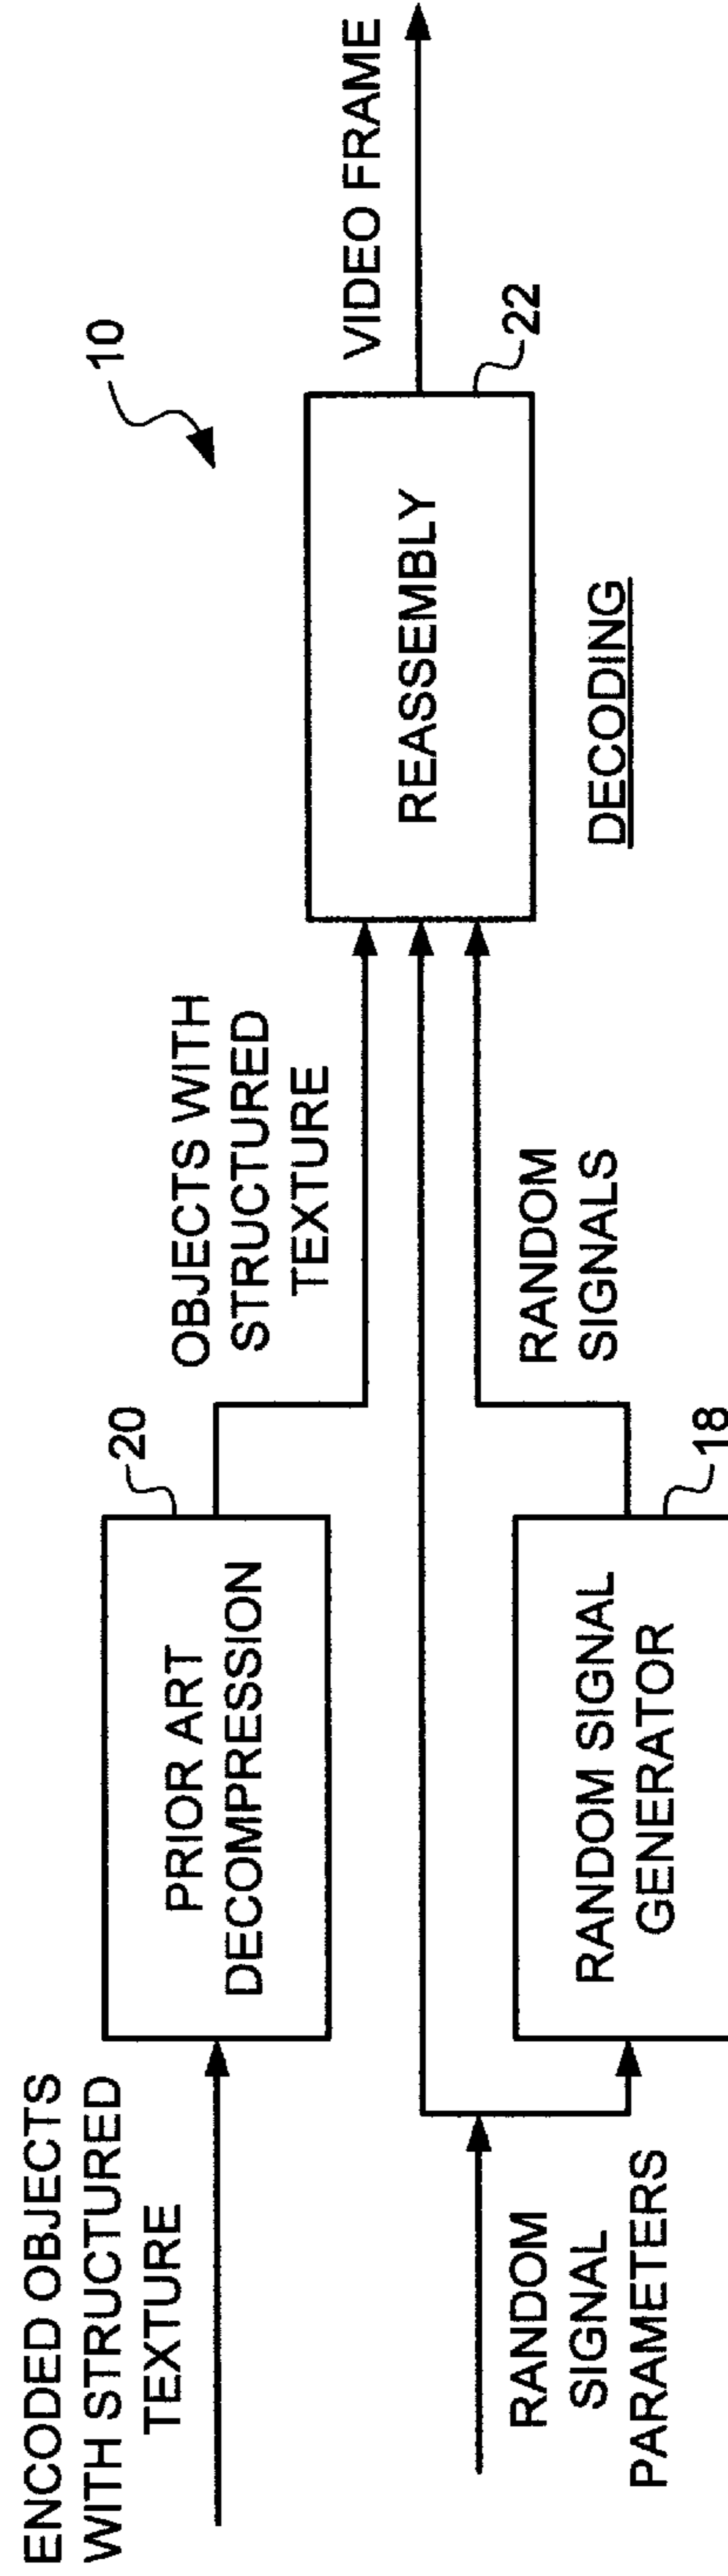 ENCODED OBJECTS
WITH STRUCTURED
TEXTURE
PRIOR ART
DECOMPRESSION
20
OBJECTS WITH
STRUCTURED
TEXTURE
10
RANDOM
SIGNAL
PARAMETERS
RANDOM SIGNAL
GENERATOR
18
RANDOM
SIGNALS
REASSEMBLY
22
VIDEO FRAME
DECODING